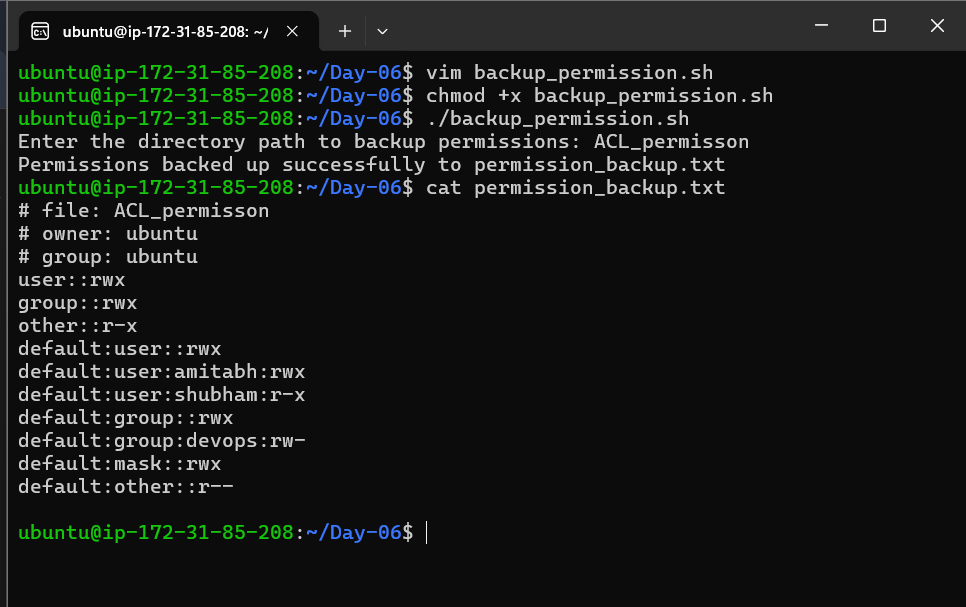 ubuntu@ip-172-31-85-208: ~/
ubuntu@ip-172-31-85-208:~/Day-06$ vim backup_permission.sh
ubuntu@ip-172-31-85-208:~/Day-06$ chmod +x backup_permission.sh
ubuntu@ip-172-31-85-208:~/Day-06$ ./backup_permission.sh
Enter the directory path to backup permissions: ACL_permisson
Permissions backed up successfully to permission_backup.txt
ubuntu@ip-172-31-85-208:~/Day-06$ cat permission_backup.txt
# file: ACL_permisson
# owner: ubuntu
# group: ubuntu
user::rwx
group::rwx
other::r-x
default:user::rwx
default:user:amitabh:rwx
default:user:shubham:r-x
default:group::rwx
default:group:devops:rw-
default:mask::rwx
default:other::r--
ubuntu@ip-172-31-85-208:~/Day-06$